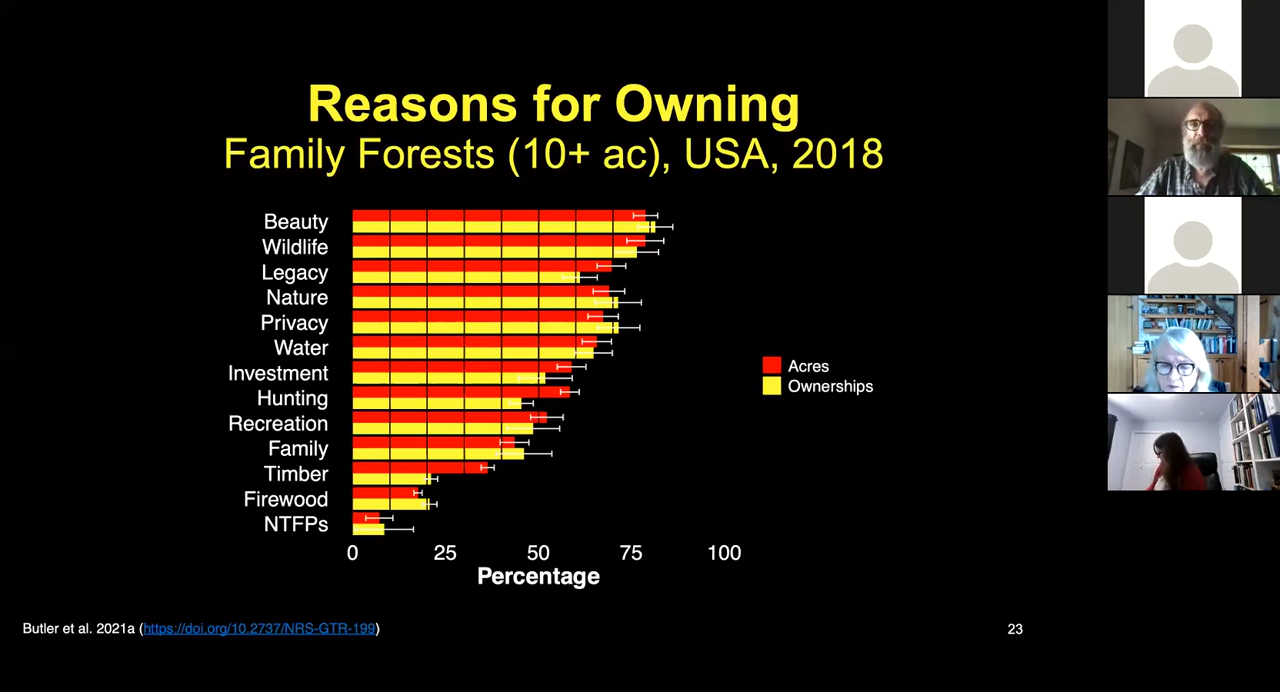 Reasons for Owning
Family Forests (10+ ac), USA, 2018
Beauty
Wildlife
Legacy
Nature
Privacy
Water
Investment
Hunting
Recreation
Family
Timber
Firewood
NTFPs
0 25 50 75 100
Percentage
Acres
Ownerships
Butler et al. 2021a (https://doi.org/10.2737/NRS-GTR-199)
23